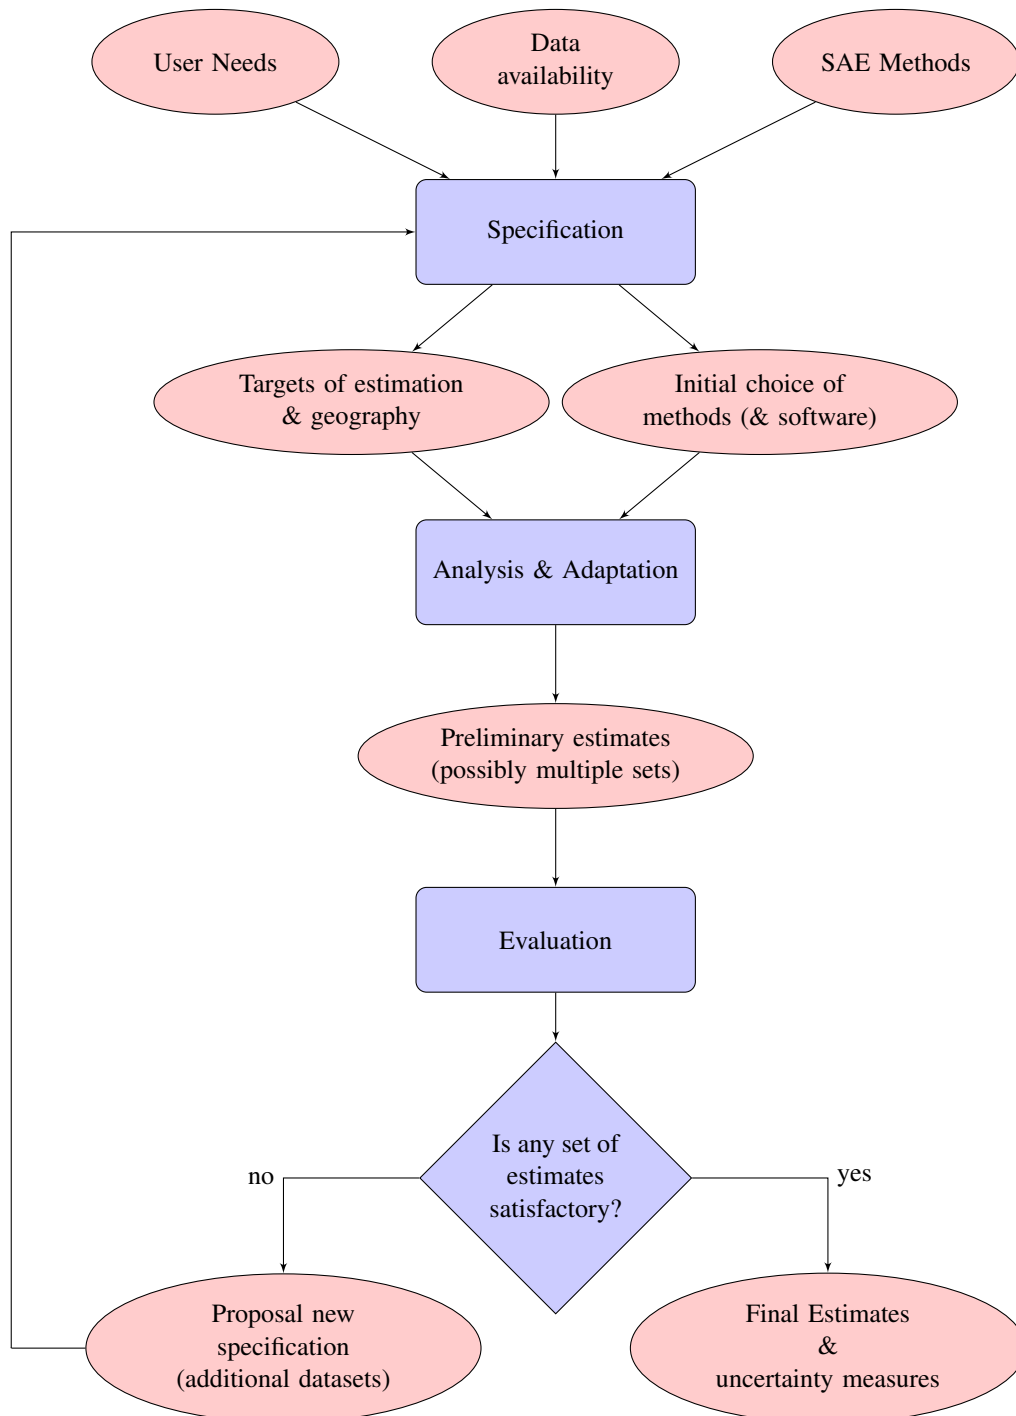 User Needs
Data
availability
SAE Methods
Specification
Targets of estimation
& geography
Initial choice of
methods (& software)
Analysis & Adaptation
Preliminary estimates
(possibly multiple sets)
Evaluation
Is any set of
estimates
satisfactory?
no
yes
Proposal new
specification
(additional datasets)
Final Estimates
&
uncertainty measures